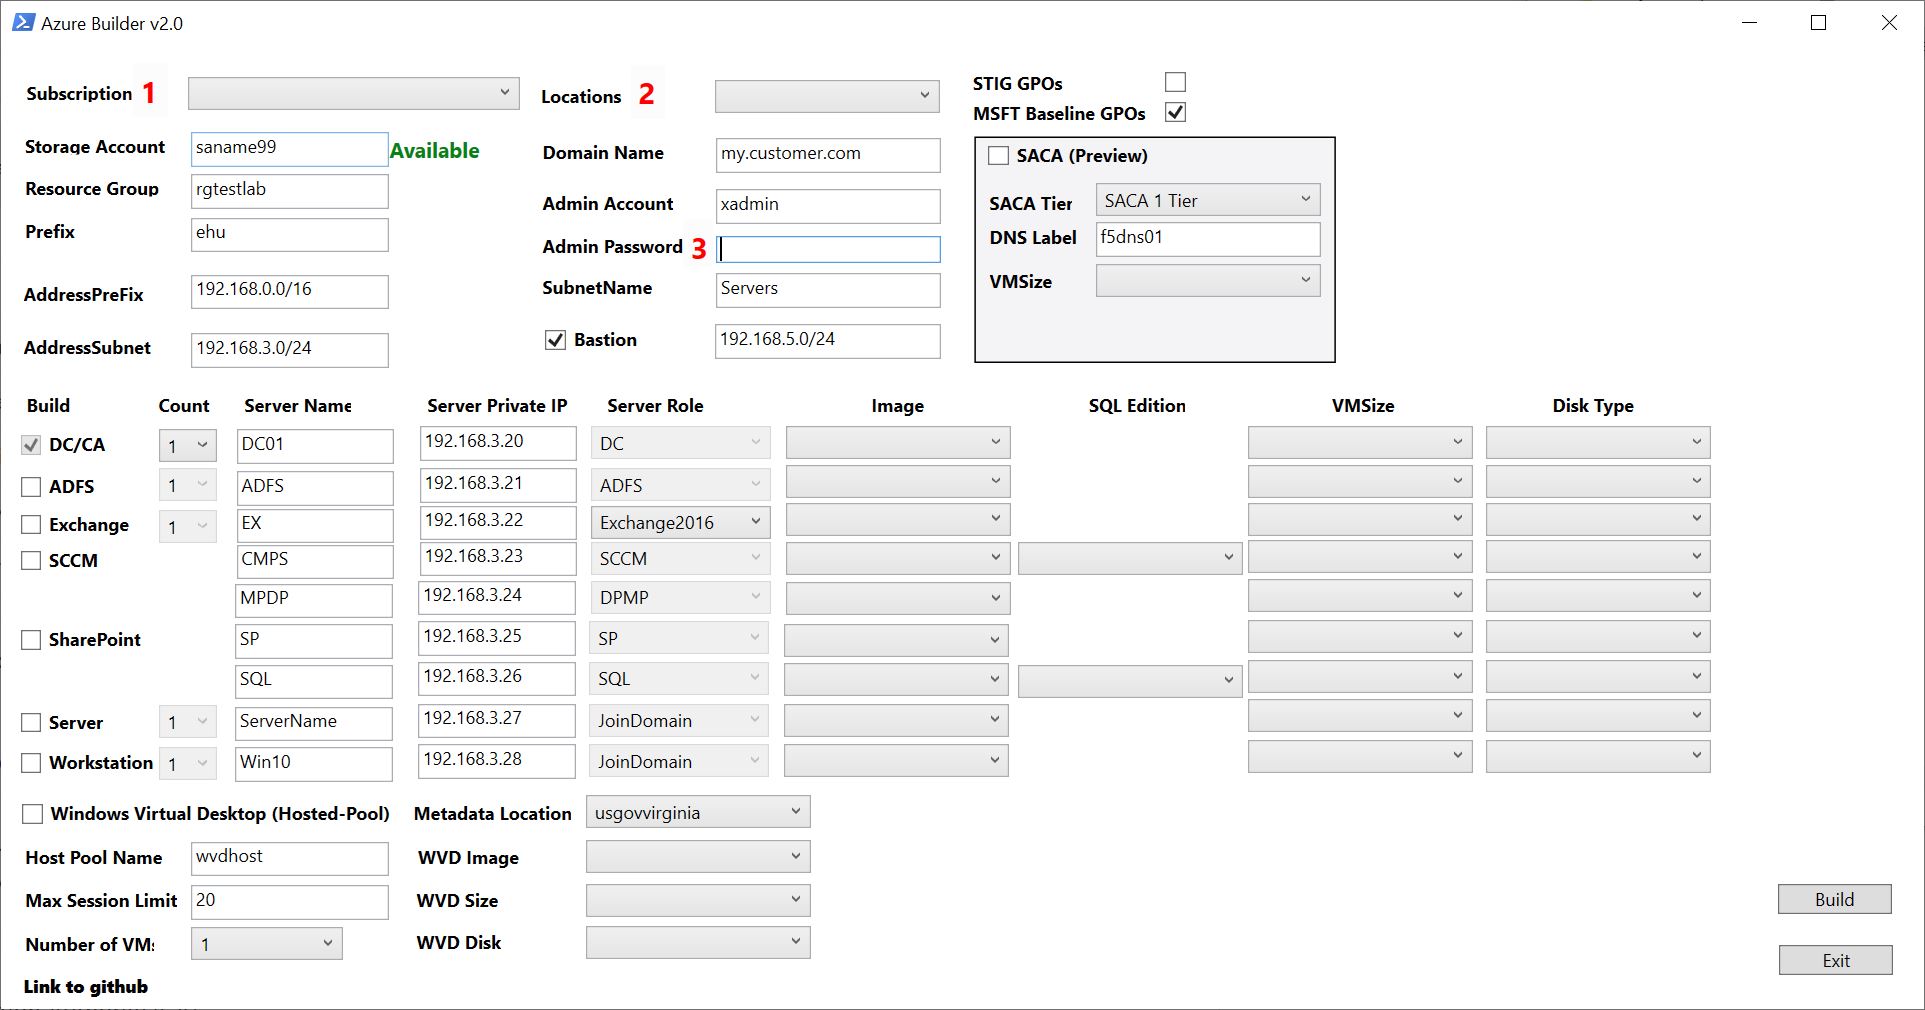 Azure Builder v2.0
Subscription 1
Locations 2
STIG GPOs
MSFT Baseline GPOs
Storage Account saname99 Available
Domain Name my.customer.com
SACA (Preview)
Resource Group rgtestlab
Admin Account xadmin
SACA Tier SACA 1 Tier
Prefix ehu
Admin Password 3
DNS Label f5dns01
AddressPreFix 192.168.0.0/16
SubnetName Servers
VMSize
AddressSubnet 192.168.3.0/24
Bastion 192.168.5.0/24
Build Count Server Name Server Private IP Server Role Image SQL Edition VMSize Disk Type
DC/CA 1 DC01 192.168.3.20 DC
ADFS 1 ADFS 192.168.3.21 ADFS
Exchange 1 EX 192.168.3.22 Exchange2016
SCCM CMPS 192.168.3.23 SCCM
MPDP 192.168.3.24 DPMP
SharePoint SP 192.168.3.25 SP
SQL 192.168.3.26 SQL
Server 1 ServerName 192.168.3.27 JoinDomain
Workstation 1 Win10 192.168.3.28 JoinDomain
Windows Virtual Desktop (Hosted-Pool) Metadata Location usgovvirginia
Host Pool Name wvdhost WVD Image
Max Session Limit 20 WVD Size
Build
Number of VMs 1 WVD Disk
Exit
Link to github